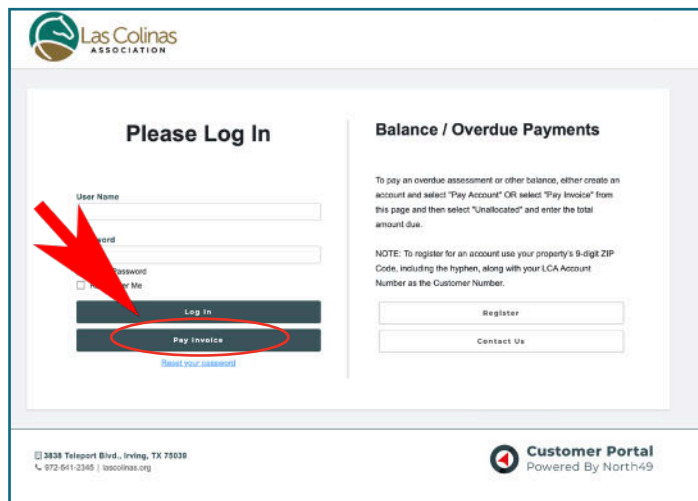 Las Colinas
ASSOCIATION
Please Log In
User Name
word
Password
Me
Log In
Pay Invoice
Reset your password
Balance / Overdue Payments
To pay an overdue assessment or other balance, either create an
account and select "Pay Account" OR select "Pay Invoice" from
this page and then select "Unallocated" and enter the total
amount due.
NOTE: To register for an account use your property's 9-digit ZIP
Code, including the hyphen, along with your LCA Account
Number as the Customer Number.
Register
Contact Us
3838 Teleport Blvd., Irving, TX 75039
972-541-2345 | lascolinas.org
Customer Portal
Powered By North49